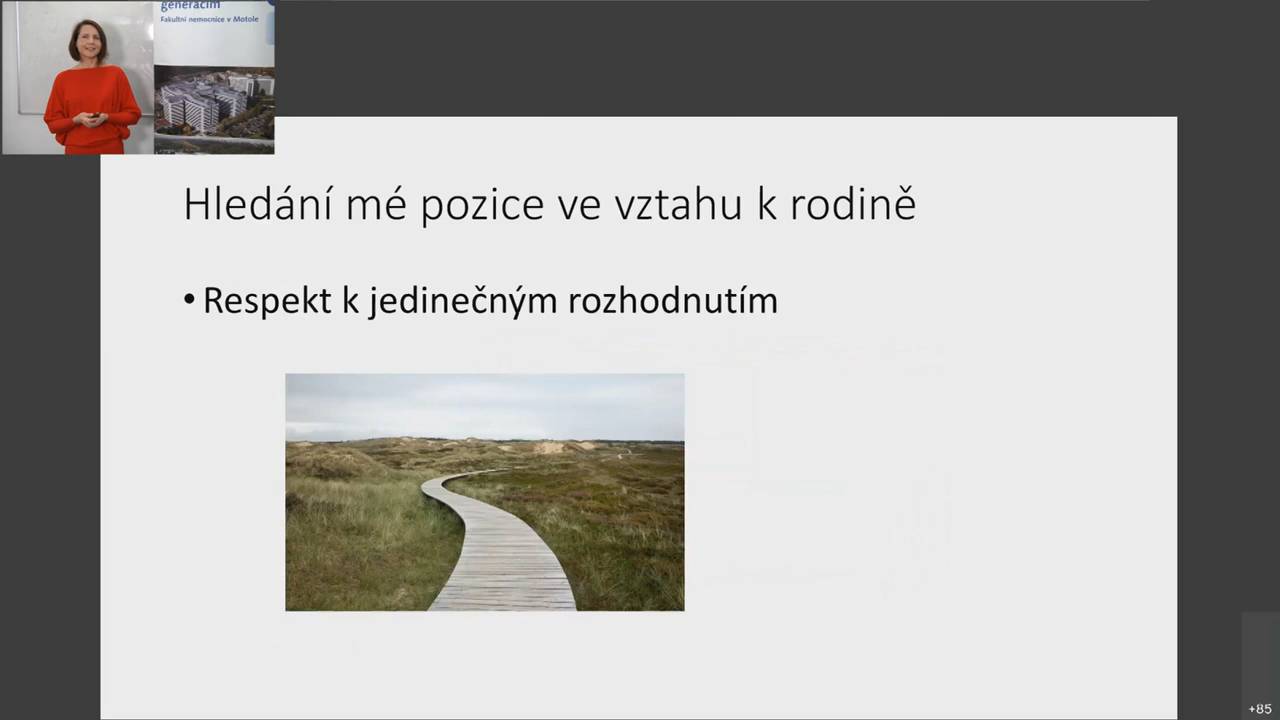 generacím
Fakultní nemocnice v Motole
Hledání mé pozice ve vztahu k rodině
• Respekt k jedinečným rozhodnutím
+85